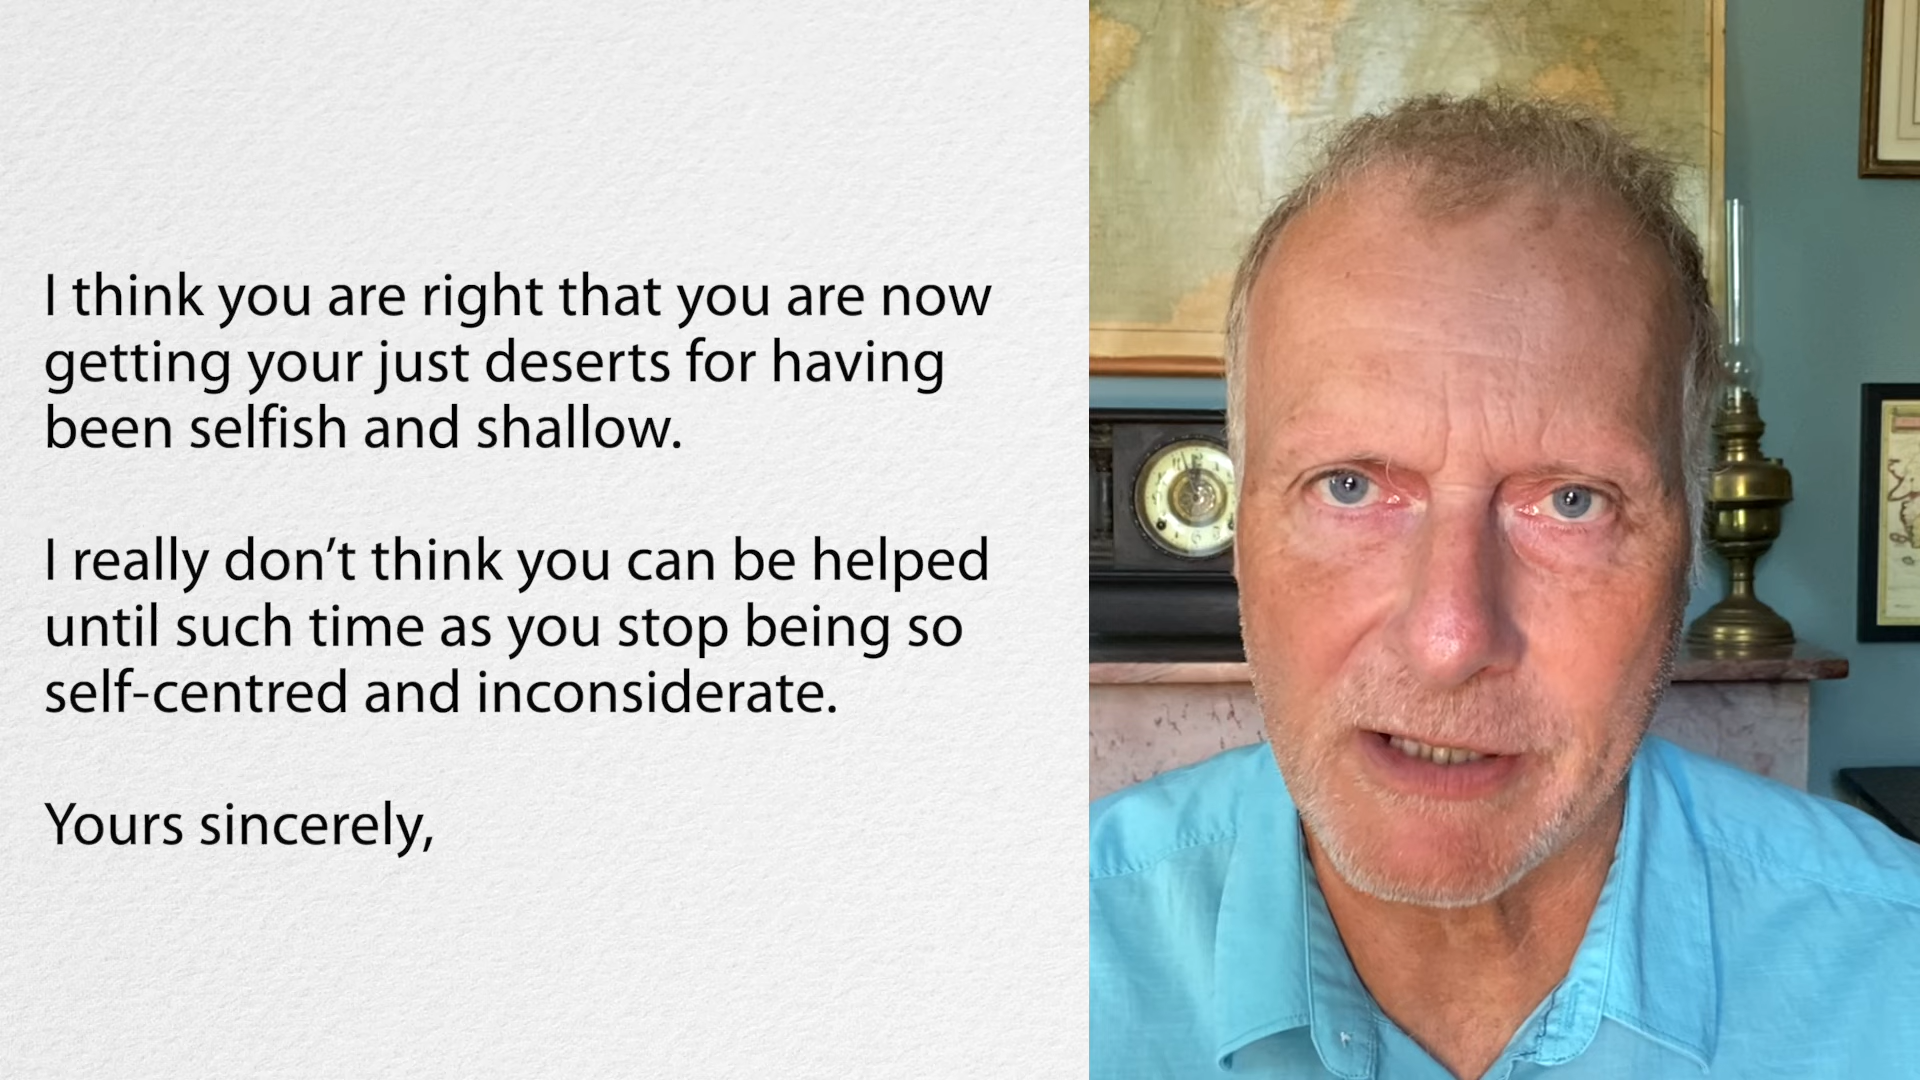 I think you are right that you are now
getting your just deserts for having
been selfish and shallow.
I really don’t think you can be helped
until such time as you stop being so
self-centred and inconsiderate.
Yours sincerely,